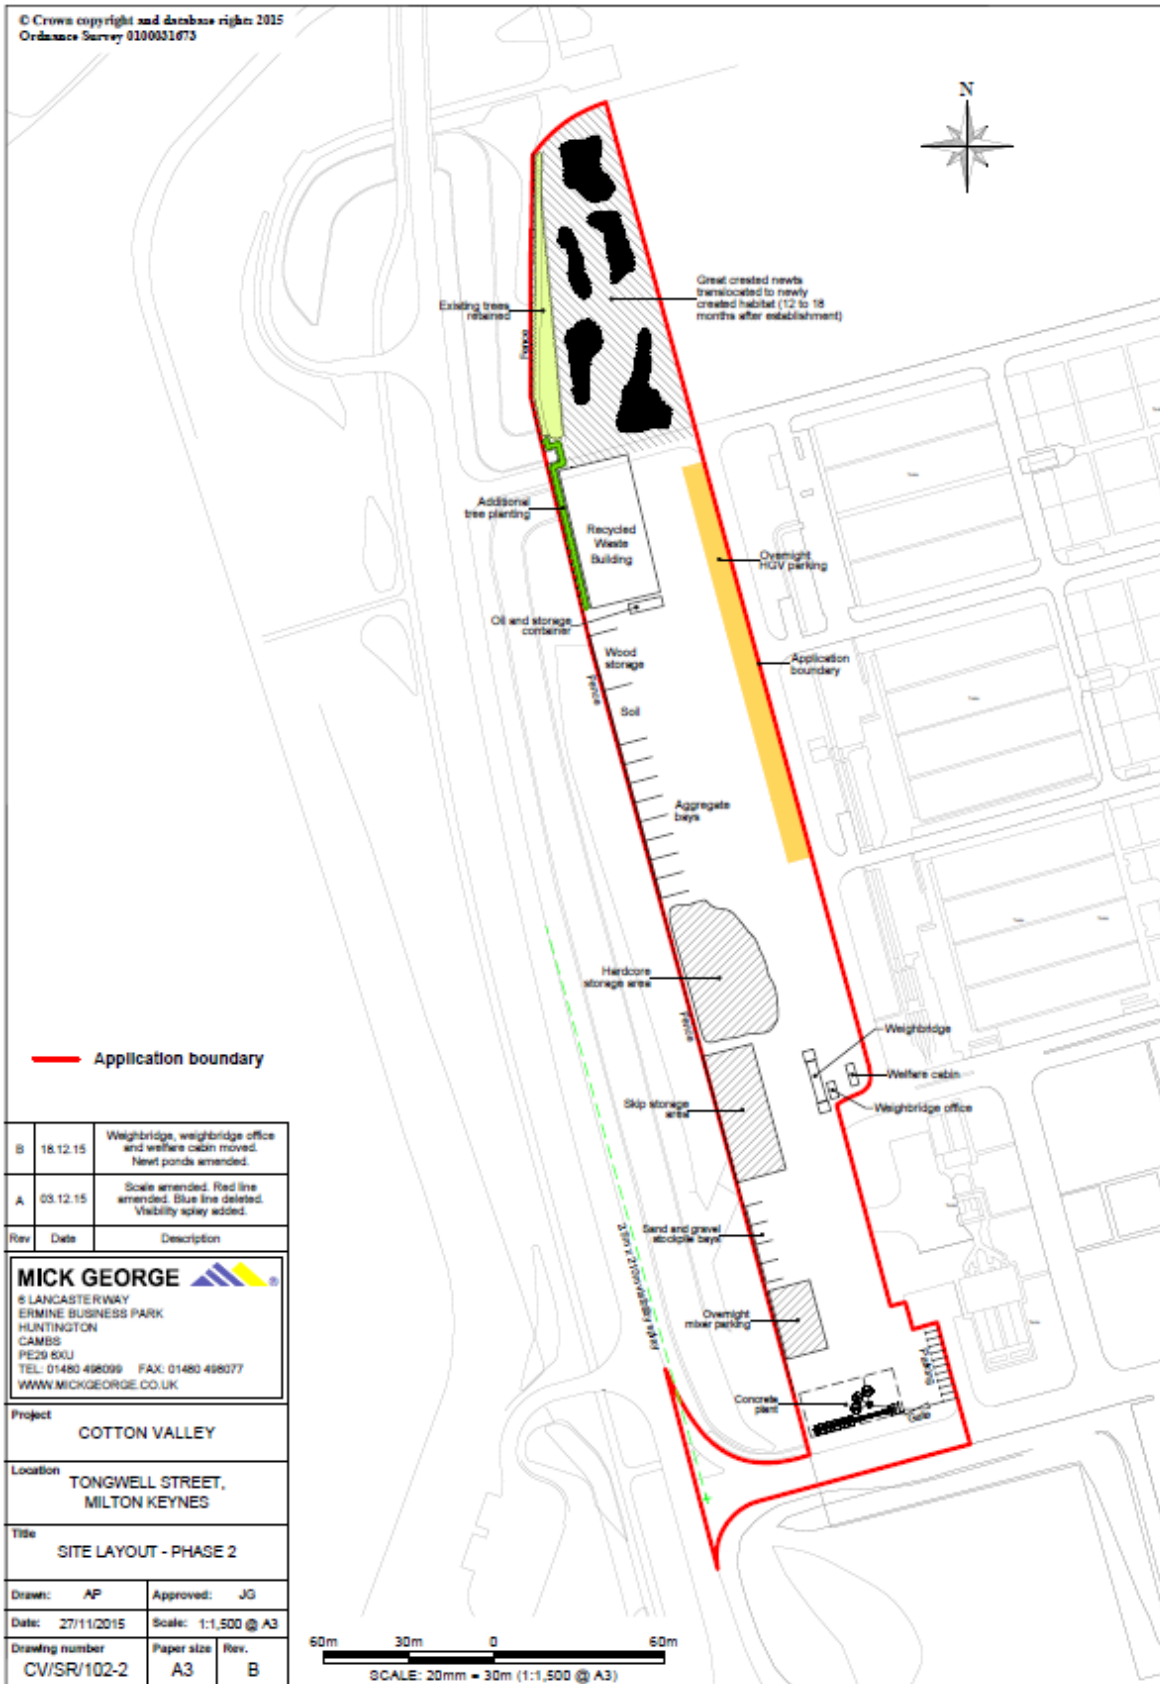 © Crown copyright and database rights 2015
Ordnance Survey 0100031673
N
Great crested newts
translocated to newly
created habitat (12 to 18
months after establishment)
Existing trees
retained
Fence
Additional
tree planting
Recycled
Waste
Building
Overnight
HGV parking
Oil and storage
container
Wood
storage
Application
boundary
Fence
Soil
Aggregate
bays
Hardcore
storage area
Fence
Weighbridge
Welfare cabin
Weighbridge office
Skip storage
area
Sand and gravel
stockpile bays
Overnight
mixer parking
Parking
Concrete
plant
Gate
Application boundary
B 18.12.15 Weighbridge, weighbridge office
and welfare cabin moved.
Newt ponds amended.
A 03.12.15 Scale amended. Red line
amended. Blue line deleted.
Visibility splay added.
Rev Date Description
MICK GEORGE ®
6 LANCASTER WAY
ERMINE BUSINESS PARK
HUNTINGTON
CAMBS
PE29 6XU
TEL: 01480 498099 FAX: 01480 498077
WWW.MICKGEORGE.CO.UK
Project
COTTON VALLEY
Location
TONGWELL STREET,
MILTON KEYNES
Title
SITE LAYOUT - PHASE 2
Drawn: AP Approved: JG
Date: 27/11/2015 Scale: 1:1,500 @ A3
Drawing number Paper size Rev.
CV/SR/102-2 A3 B
60m 30m 0 60m
SCALE: 20mm = 30m (1:1,500 @ A3)
visibility splay